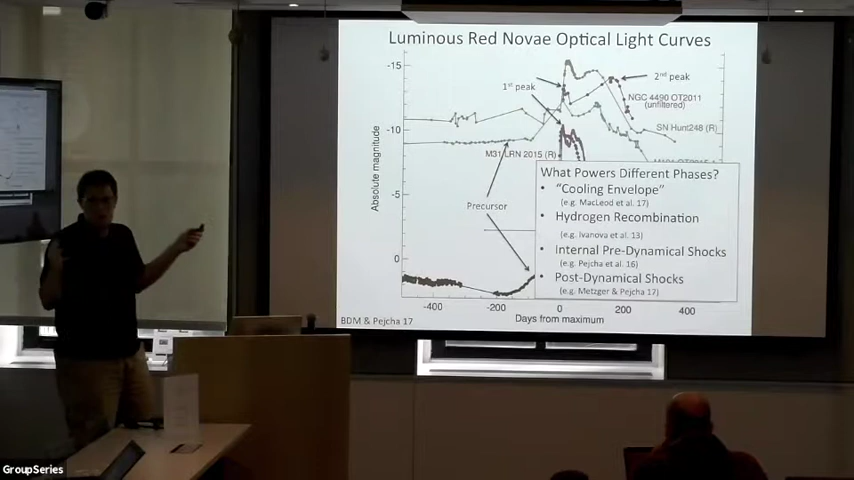 Luminous Red Novae Optical Light Curves
-15
-10
-5
0
Absolute magnitude
1st peak
2nd peak
NGC 4490 OT2011
(unfiltered)
SN Hunt248 (R)
M31 LRN 2015 (R)
Precursor
What Powers Different Phases?
• "Cooling Envelope"
(e.g. MacLeod et al. 17)
• Hydrogen Recombination
(e.g. Ivanova et al. 13)
• Internal Pre-Dynamical Shocks
(e.g. Pejcha et al. 16)
• Post-Dynamical Shocks
(e.g. Metzger & Pejcha 17)
-400
-200
0
200
400
Days from maximum
BDM & Pejcha 17
GroupSeries